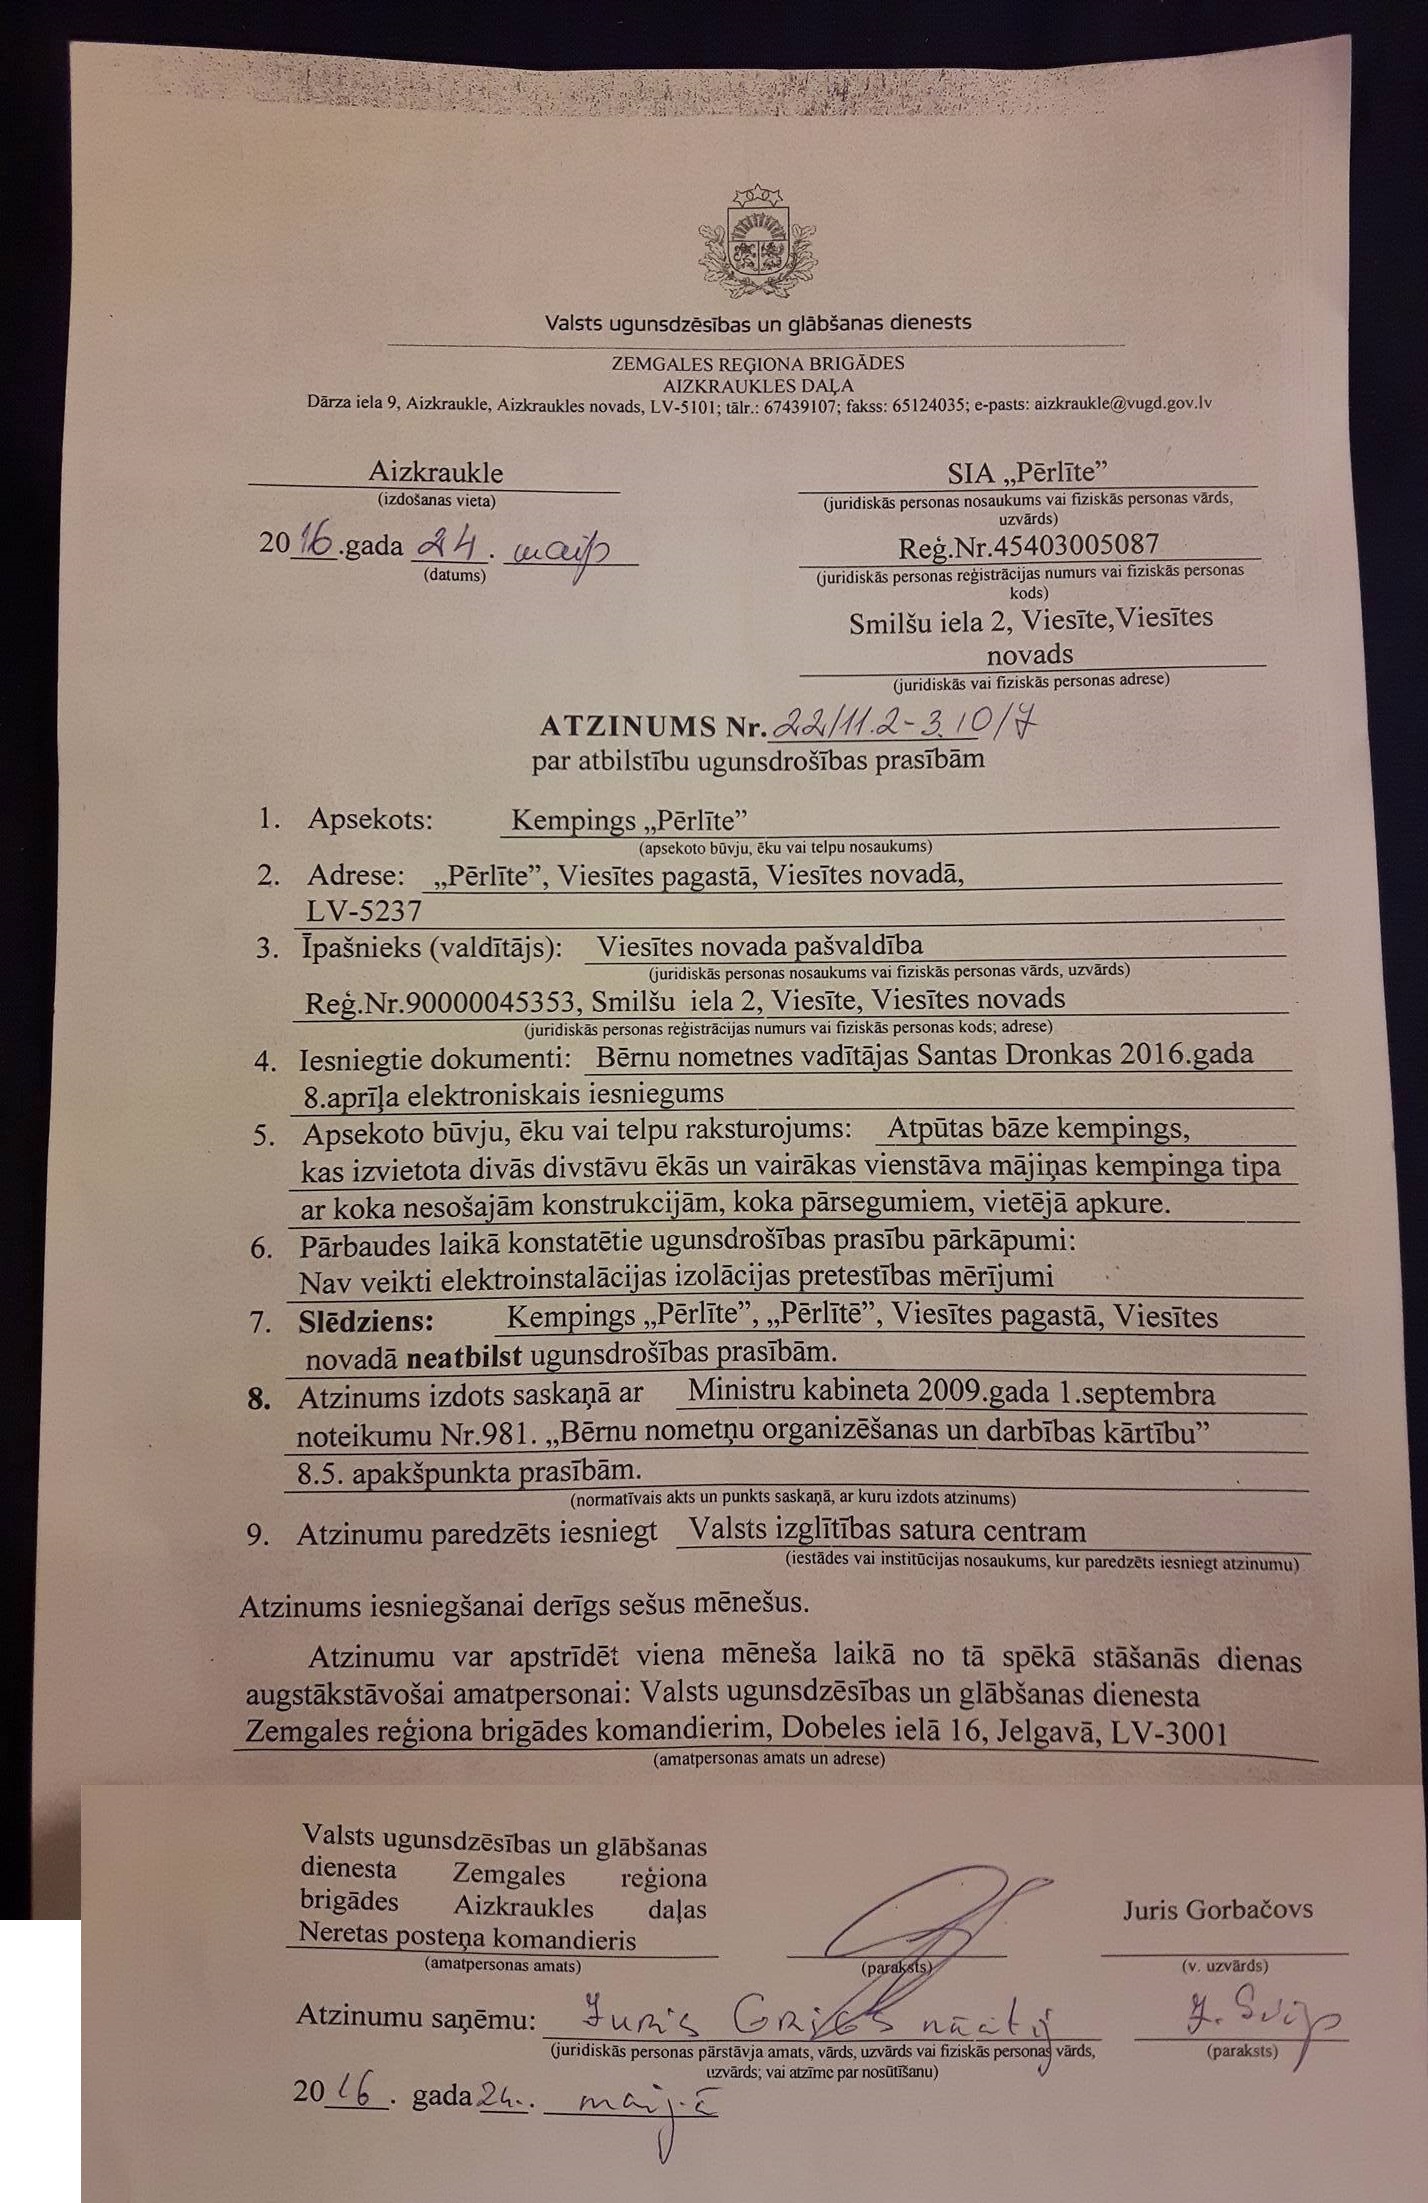 Valsts ugunsdzēsības un glābšanas dienests
ZEMGALES REĢIONA BRIGĀDES
AIZKRAUKLES DAĻA
Dārza iela 9, Aizkraukle, Aizkraukles novads, LV-5101; tālr.: 67439107; fakss: 65124035; e-pasts: aizkraukle@vugd.gov.lv
Aizkraukle
(izdošanas vieta)
2016.gada 24. maijs
(datums)
SIA „Pērlīte”
(juridiskās personas nosaukums vai fiziskās personas vārds,
uzvārds)
Reģ.Nr.45403005087
(juridiskās personas reģistrācijas numurs vai fiziskās personas
kods)
Smilšu iela 2, Viesīte,Viesītes
novads
(juridiskās vai fiziskās personas adrese)
ATZINUMS Nr.22/11.2-3.10/7
par atbilstību ugunsdrošības prasībām
1. Apsekots: Kempings „Pērlīte”
(apsekoto būvju, ēku vai telpu nosaukums)
2. Adrese: „Pērlīte”, Viesītes pagastā, Viesītes novadā,
LV-5237
3. Īpašnieks (valdītājs): Viesītes novada pašvaldība
(juridiskās personas nosaukums vai fiziskās personas vārds, uzvārds)
Reģ.Nr.90000045353, Smilšu iela 2, Viesīte, Viesītes novads
(juridiskās personas reģistrācijas numurs vai fiziskās personas kods; adrese)
4. Iesniegtie dokumenti: Bērnu nometnes vadītājas Santas Dronkas 2016.gada
8.aprīļa elektroniskais iesniegums
5. Apsekoto būvju, ēku vai telpu raksturojums: Atpūtas bāze kempings,
kas izvietota divās divstāvu ēkās un vairākas vienstāva mājiņas kempinga tipa
ar koka nesošajām konstrukcijām, koka pārsegumiem, vietējā apkure.
6. Pārbaudes laikā konstatētie ugunsdrošības prasību pārkāpumi:
Nav veikti elektroinstalācijas izolācijas pretestības mērījumi
7. Slēdziens: Kempings „Pērlīte”, „Pērlītē”, Viesītes pagastā, Viesītes
novadā neatbilst ugunsdrošības prasībām.
8. Atzinums izdots saskaņā ar Ministru kabineta 2009.gada 1.septembra
noteikumu Nr.981. „Bērnu nometņu organizēšanas un darbības kārtību”
8.5. apakšpunkta prasībām.
(normatīvais akts un punkts saskaņā, ar kuru izdots atzinums)
9. Atzinumu paredzēts iesniegt Valsts izglītības satura centram
(iestādes vai institūcijas nosaukums, kur paredzēts iesniegt atzinumu)
Atzinums iesniegšanai derīgs sešus mēnešus.
Atzinumu var apstrīdēt viena mēneša laikā no tā spēkā stāšanās dienas
augstākstāvošai amatpersonai: Valsts ugunsdzēsības un glābšanas dienesta
Zemgales reģiona brigādes komandierim, Dobeles ielā 16, Jelgavā, LV-3001
(amatpersonas amats un adrese)
Valsts ugunsdzēsības un glābšanas
dienesta Zemgales reģiona
brigādes Aizkraukles daļas
Neretas posteņa komandieris
(amatpersonas amats)
(paraksts)
Juris Gorbačovs
(v. uzvārds)
Atzinumu saņēmu: Juris
(juridiskās personas pārstāvja amats, vārds, uzvārds vai fiziskās personas vārds,
uzvārds; vai atzīme par nosūtīšanu)
(paraksts)
2016. gada 24. maijā